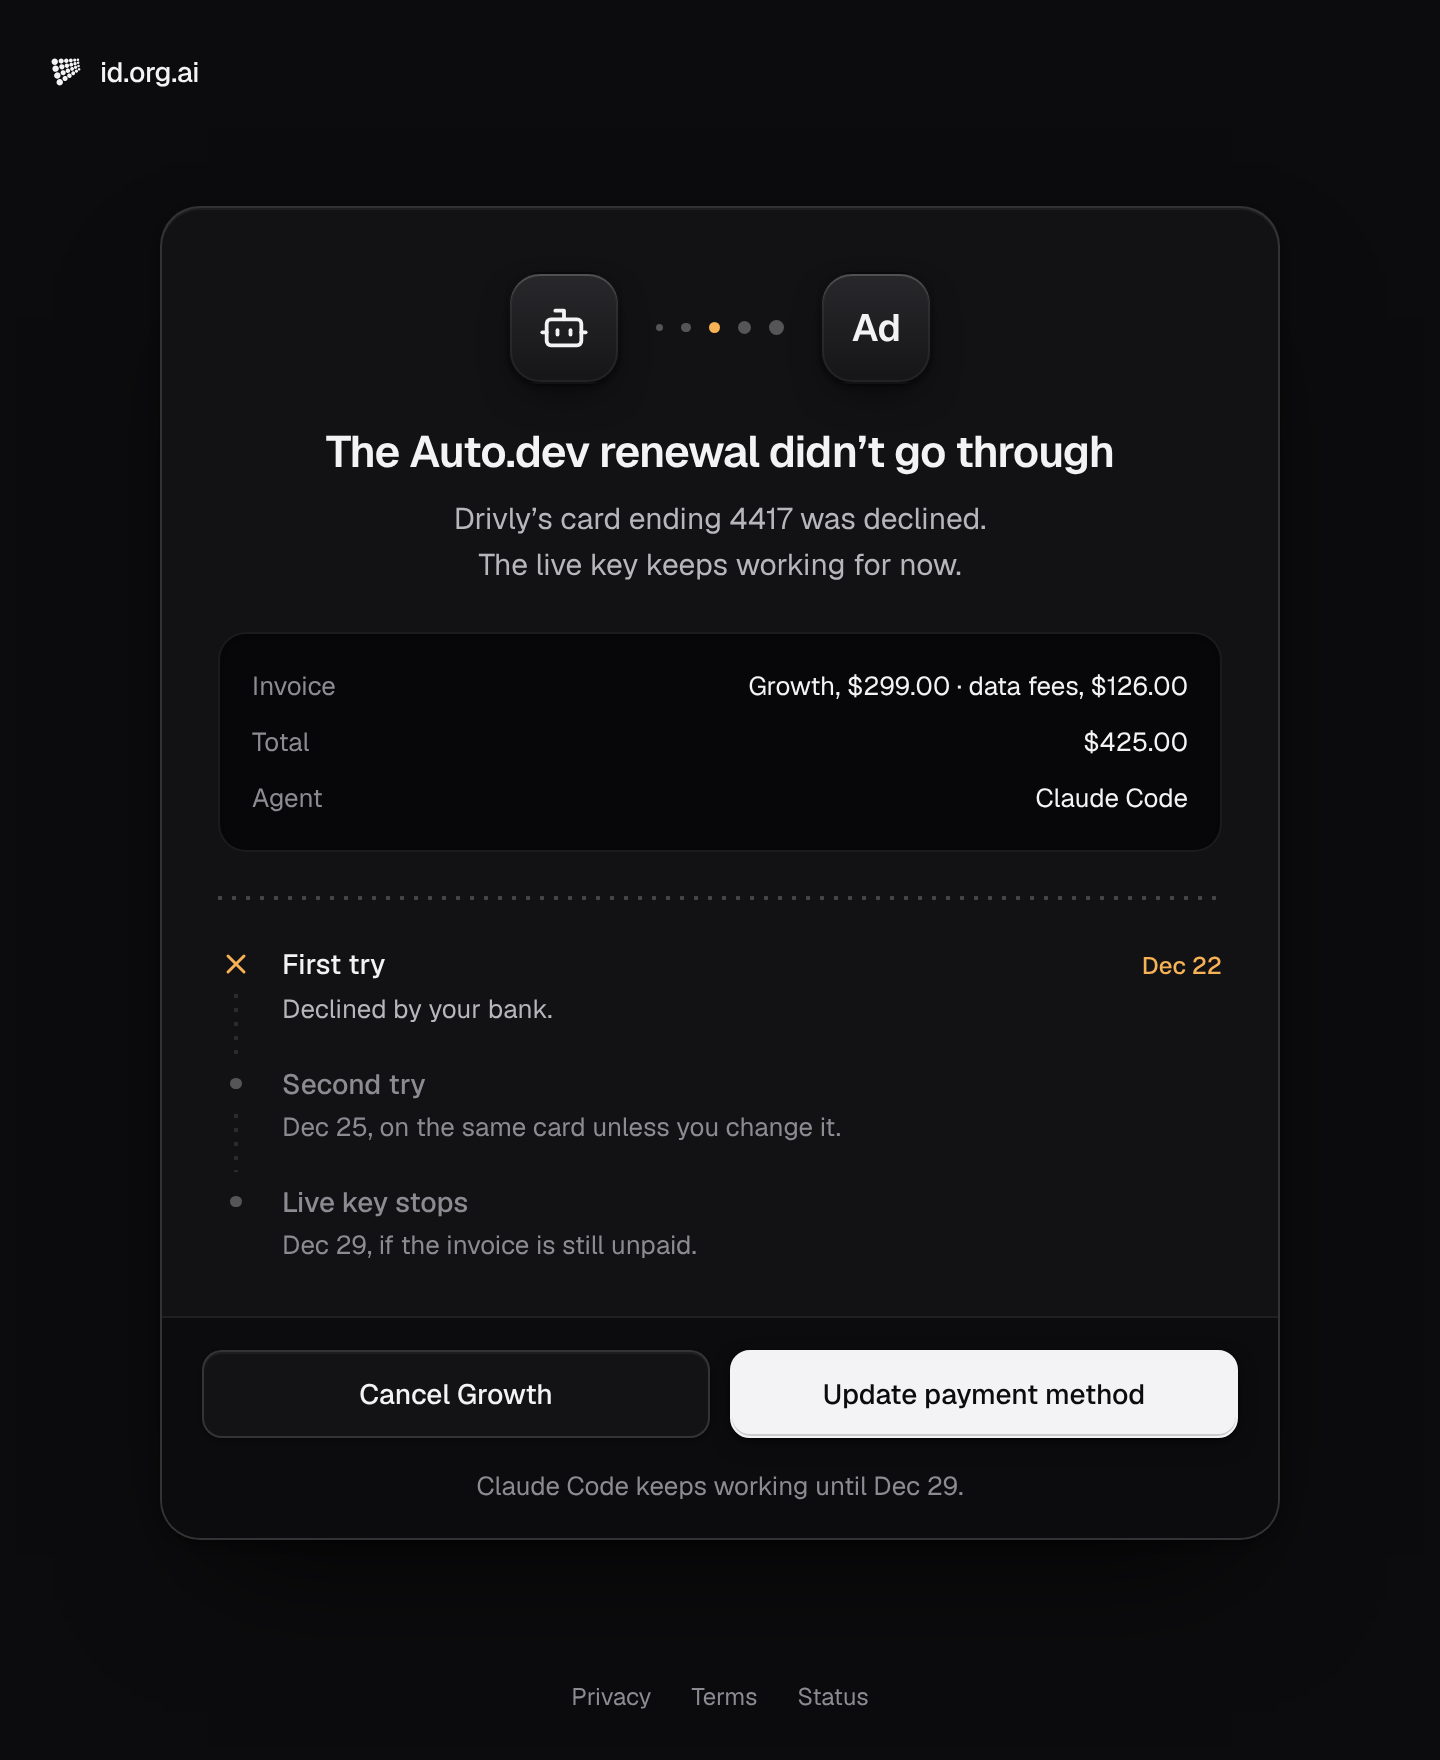 id.org.ai
Ad
The Auto.dev renewal didn’t go through
Drivly’s card ending 4417 was declined.
The live key keeps working for now.
Invoice Growth, $299.00 · data fees, $126.00
Total $425.00
Agent Claude Code
First try Dec 22
Declined by your bank.
Second try
Dec 25, on the same card unless you change it.
Live key stops
Dec 29, if the invoice is still unpaid.
Cancel Growth Update payment method
Claude Code keeps working until Dec 29.
Privacy Terms Status